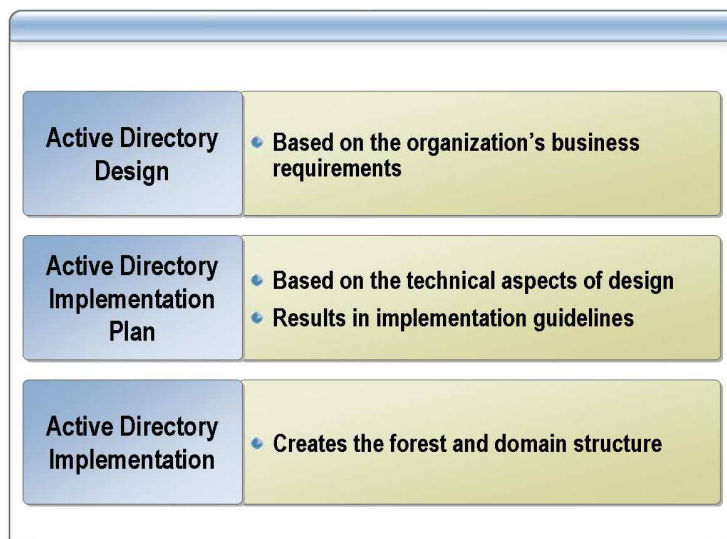 Active Directory
Design
Based on the organization's business
requirements
Active Directory
Implementation
Plan
Based on the technical aspects of design
Results in implementation guidelines
Active Directory
Implementation
Creates the forest and domain structure